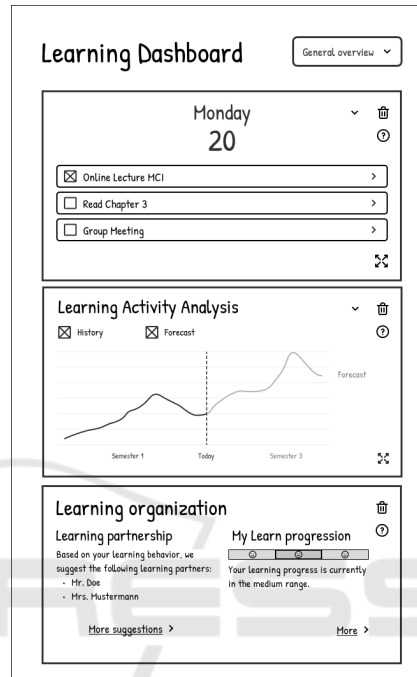 Learning Dashboard
General overview
Monday
20
Online Lecture MCI
Read Chapter 3
Group Meeting
Learning Activity Analysis
History
Forecast
Forecast
Semester 1
Today
Semester 3
Learning organization
Learning partnership
Based on your learning behavior, we
suggest the following learning partners:
• Mr. Doe
• Mrs. Mustermann
More suggestions >
My Learn progression
Your learning progress is currently
in the medium range.
More >